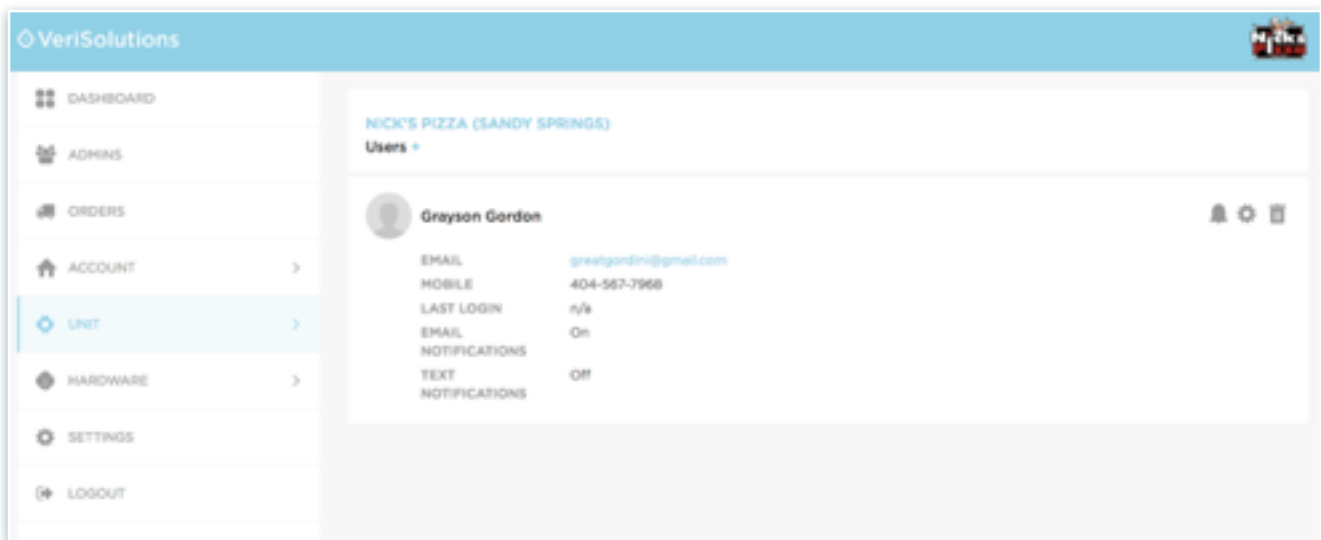 VeriSolutions
Nick's
DASHBOARD
ADMINS
ORDERS
ACCOUNT
UNIT
HARDWARE
SETTINGS
LOGOUT
NICK'S PIZZA (SANDY SPRINGS)
Users +
Grayson Gordon
EMAIL greatgordini@gmail.com
MOBILE 404-567-7968
LAST LOGIN n/a
EMAIL On
NOTIFICATIONS
TEXT Off
NOTIFICATIONS